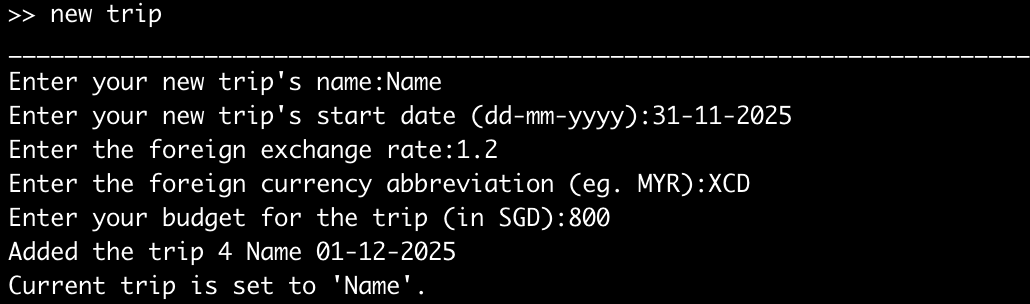 >> new trip
Enter your new trip's name:Name
Enter your new trip's start date (dd-mm-yyyy):31-11-2025
Enter the foreign exchange rate:1.2
Enter the foreign currency abbreviation (eg. MYR):XCD
Enter your budget for the trip (in SGD):800
Added the trip 4 Name 01-12-2025
Current trip is set to 'Name'.